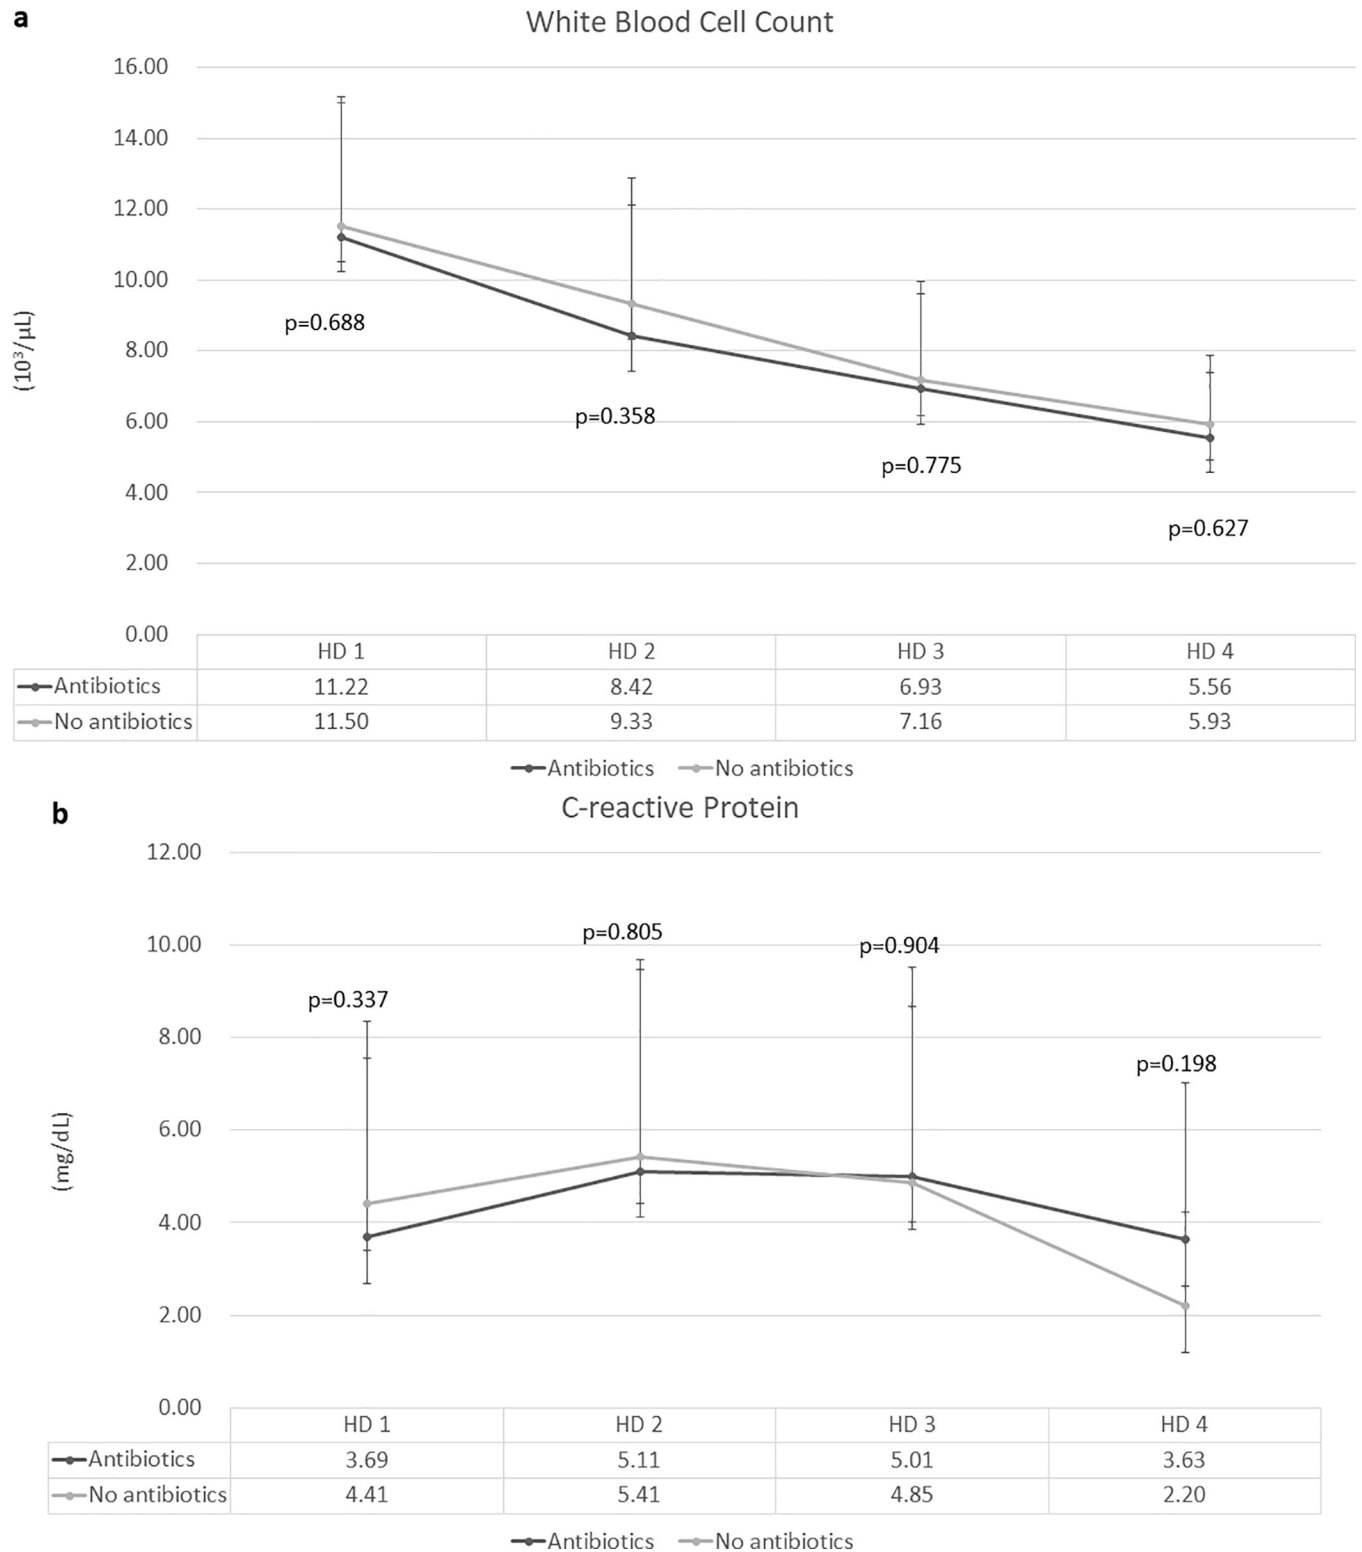 a
White Blood Cell Count
16.00
14.00
12.00
10.00
8.00
6.00
4.00
2.00
0.00
(10³/µL)
p=0.688
p=0.358
p=0.775
p=0.627
HD 1 HD 2 HD 3 HD 4
Antibiotics 11.22 8.42 6.93 5.56
No antibiotics 11.50 9.33 7.16 5.93
Antibiotics No antibiotics
b
C-reactive Protein
12.00
10.00
8.00
6.00
4.00
2.00
0.00
(mg/dL)
p=0.337
p=0.805
p=0.904
p=0.198
HD 1 HD 2 HD 3 HD 4
Antibiotics 3.69 5.11 5.01 3.63
No antibiotics 4.41 5.41 4.85 2.20
Antibiotics No antibiotics